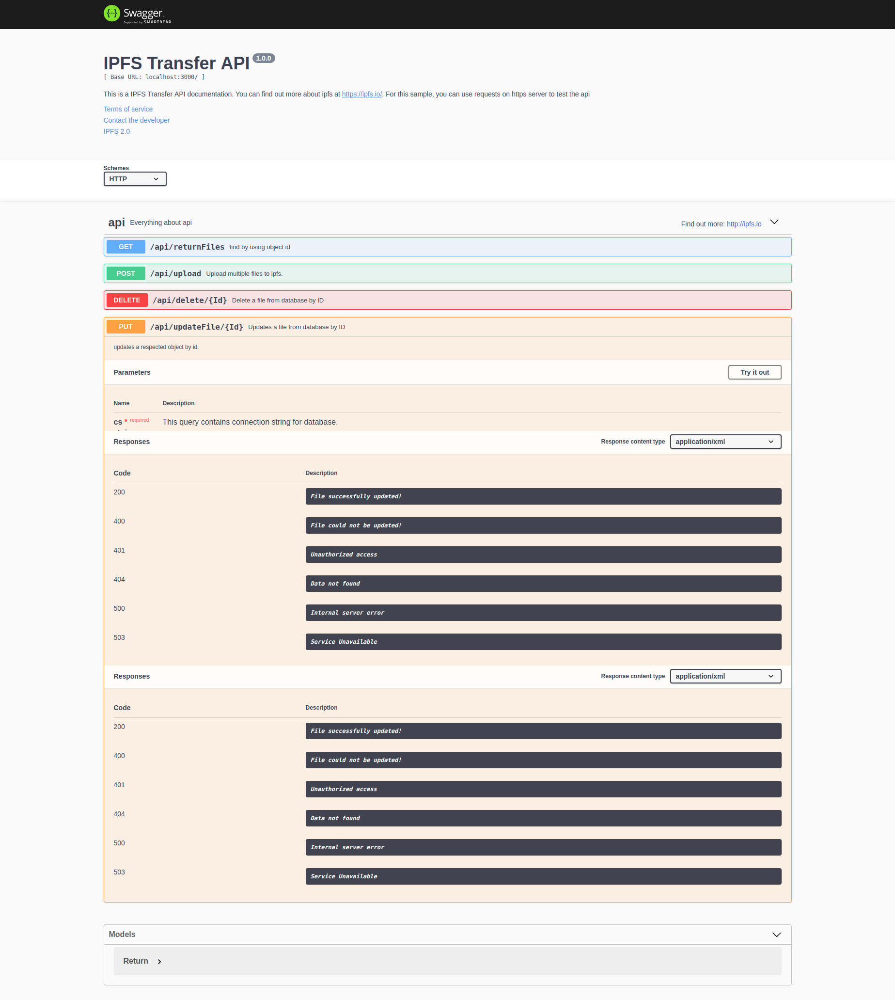 Swagger.
Supported by SMARTBEAR
IPFS Transfer API 1.0.0
[ Base URL: localhost:3000/ ]
This is a IPFS Transfer API documentation. You can find out more about ipfs at https://ipfs.io/. For this sample, you can use requests on https server to test the api
Terms of service
Contact the developer
IPFS 2.0
Schemes
HTTP
api Everything about api Find out more: http://ipfs.io
GET /api/returnFiles find by using object id
POST /api/upload Upload multiple files to ipfs.
DELETE /api/delete/{Id} Delete a file from database by ID
PUT /api/updateFile/{Id} Updates a file from database by ID
updates a respected object by id.
Parameters Try it out
Name Description
cs * required This query contains connection string for database.
Responses Response content type application/xml
Code Description
200 File successfully updated!
400 File could not be updated!
401 Unauthorized access
404 Data not found
500 Internal server error
503 Service Unavailable
Responses Response content type application/xml
Code Description
200 File successfully updated!
400 File could not be updated!
401 Unauthorized access
404 Data not found
500 Internal server error
503 Service Unavailable
Models
Return